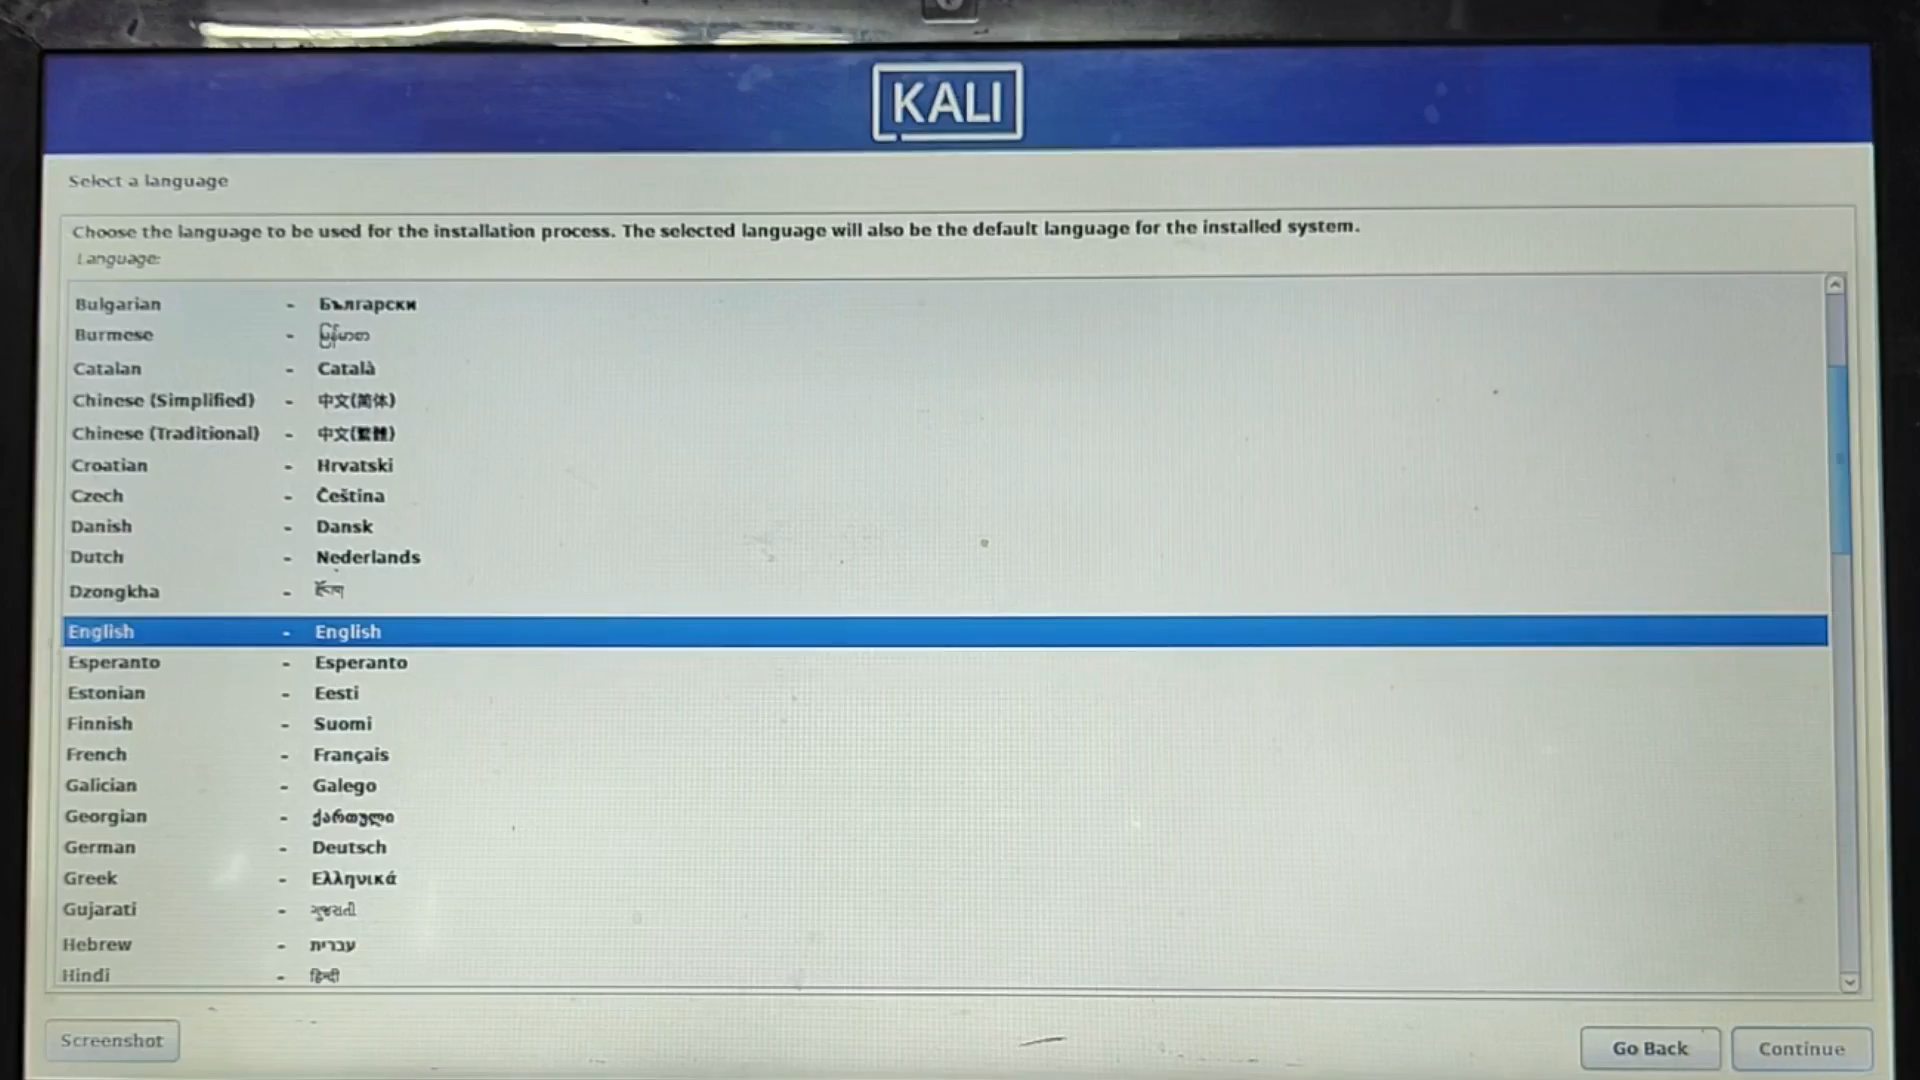 KALI
Select a language
Choose the language to be used for the installation process. The selected language will also be the default language for the installed system.
Language:
Bulgarian - Български
Burmese - မြန်မာစာ
Catalan - Català
Chinese (Simplified) - 中文(简体)
Chinese (Traditional) - 中文(繁體)
Croatian - Hrvatski
Czech - Čeština
Danish - Dansk
Dutch - Nederlands
Dzongkha -
English - English
Esperanto - Esperanto
Estonian - Eesti
Finnish - Suomi
French - Français
Galician - Galego
Georgian - ქართული
German - Deutsch
Greek - Ελληνικά
Gujarati - ગુજરાતી
Hebrew - עברית
Hindi - हिन्दी
Screenshot
Go Back
Continue